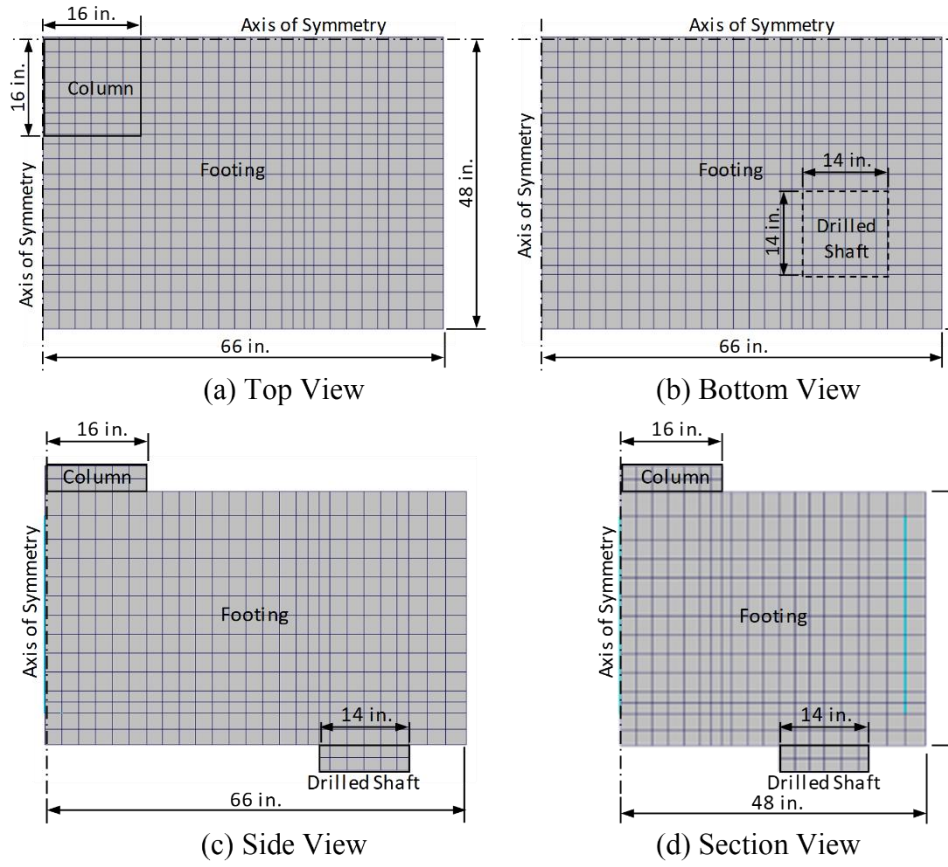 16 in.
Axis of Symmetry
16 in.
Column
Axis of Symmetry
Footing
48 in.
66 in.
(a) Top View
Axis of Symmetry
Axis of Symmetry
Footing
14 in.
14 in.
Drilled
Shaft
66 in.
(b) Bottom View
16 in.
Column
Axis of Symmetry
Footing
14 in.
Drilled Shaft
66 in.
(c) Side View
16 in.
Column
Axis of Symmetry
Footing
14 in.
Drilled Shaft
48 in.
(d) Section View